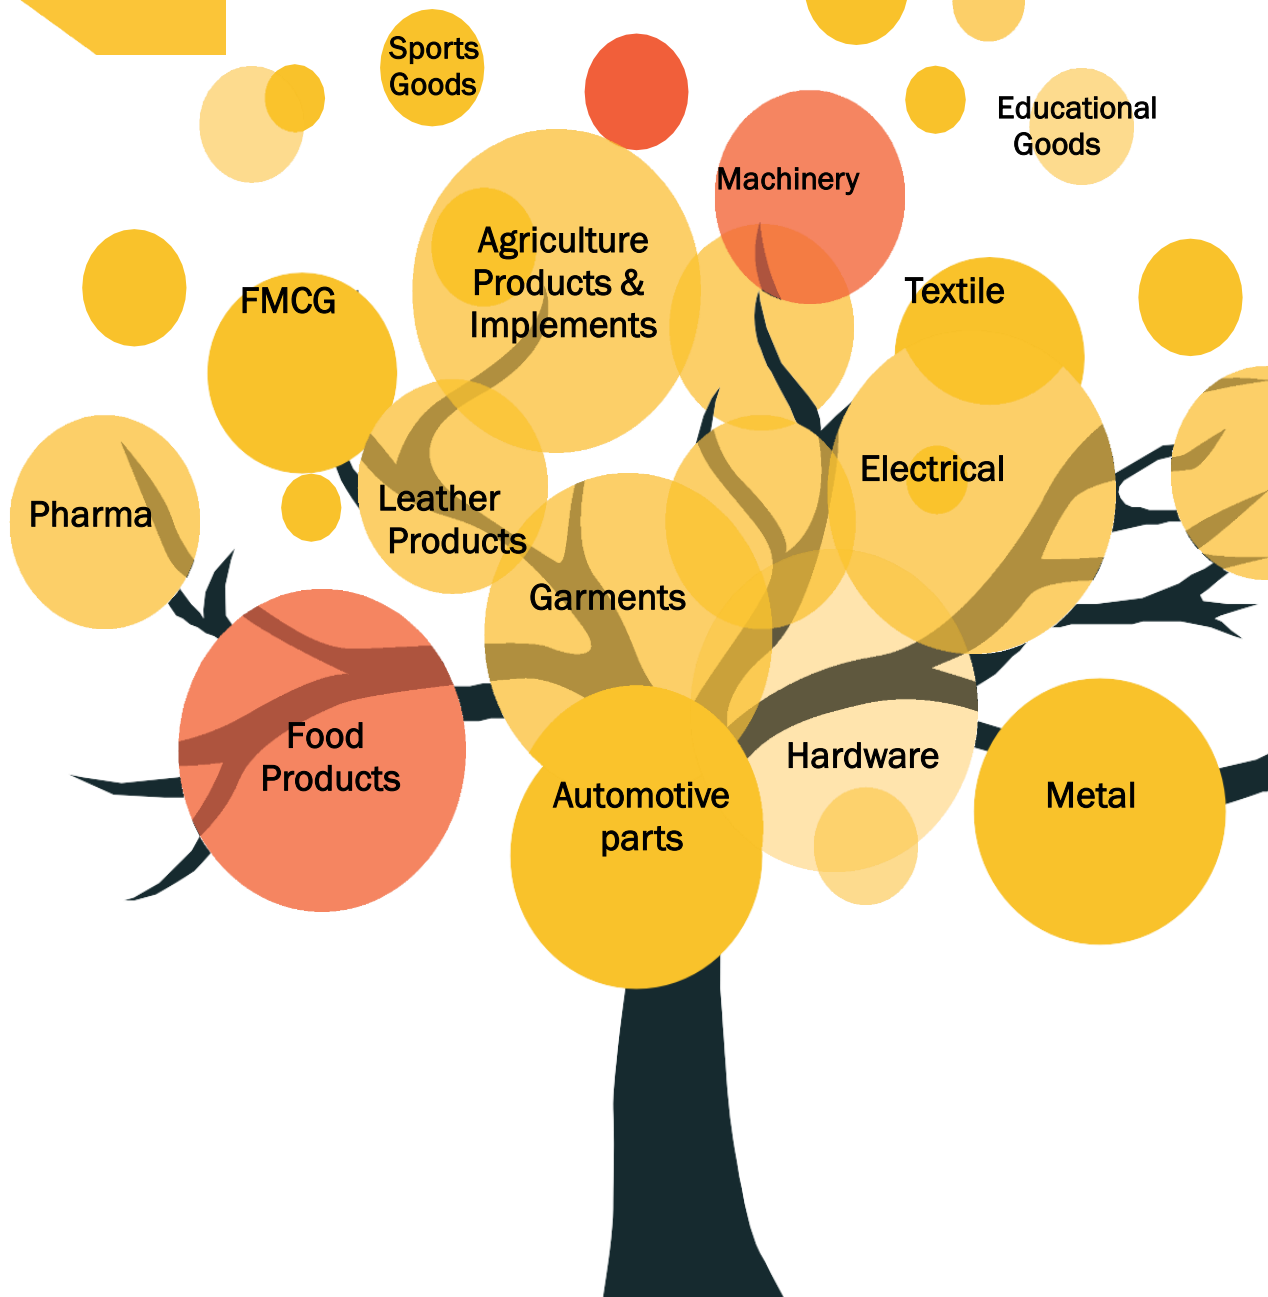 Sports
Goods
Educational
Goods
Machinery
Agriculture
Products &
Implements
FMCG
Textile
Electrical
Pharma
Leather
Products
Garments
Food
Products
Hardware
Automotive
parts
Metal